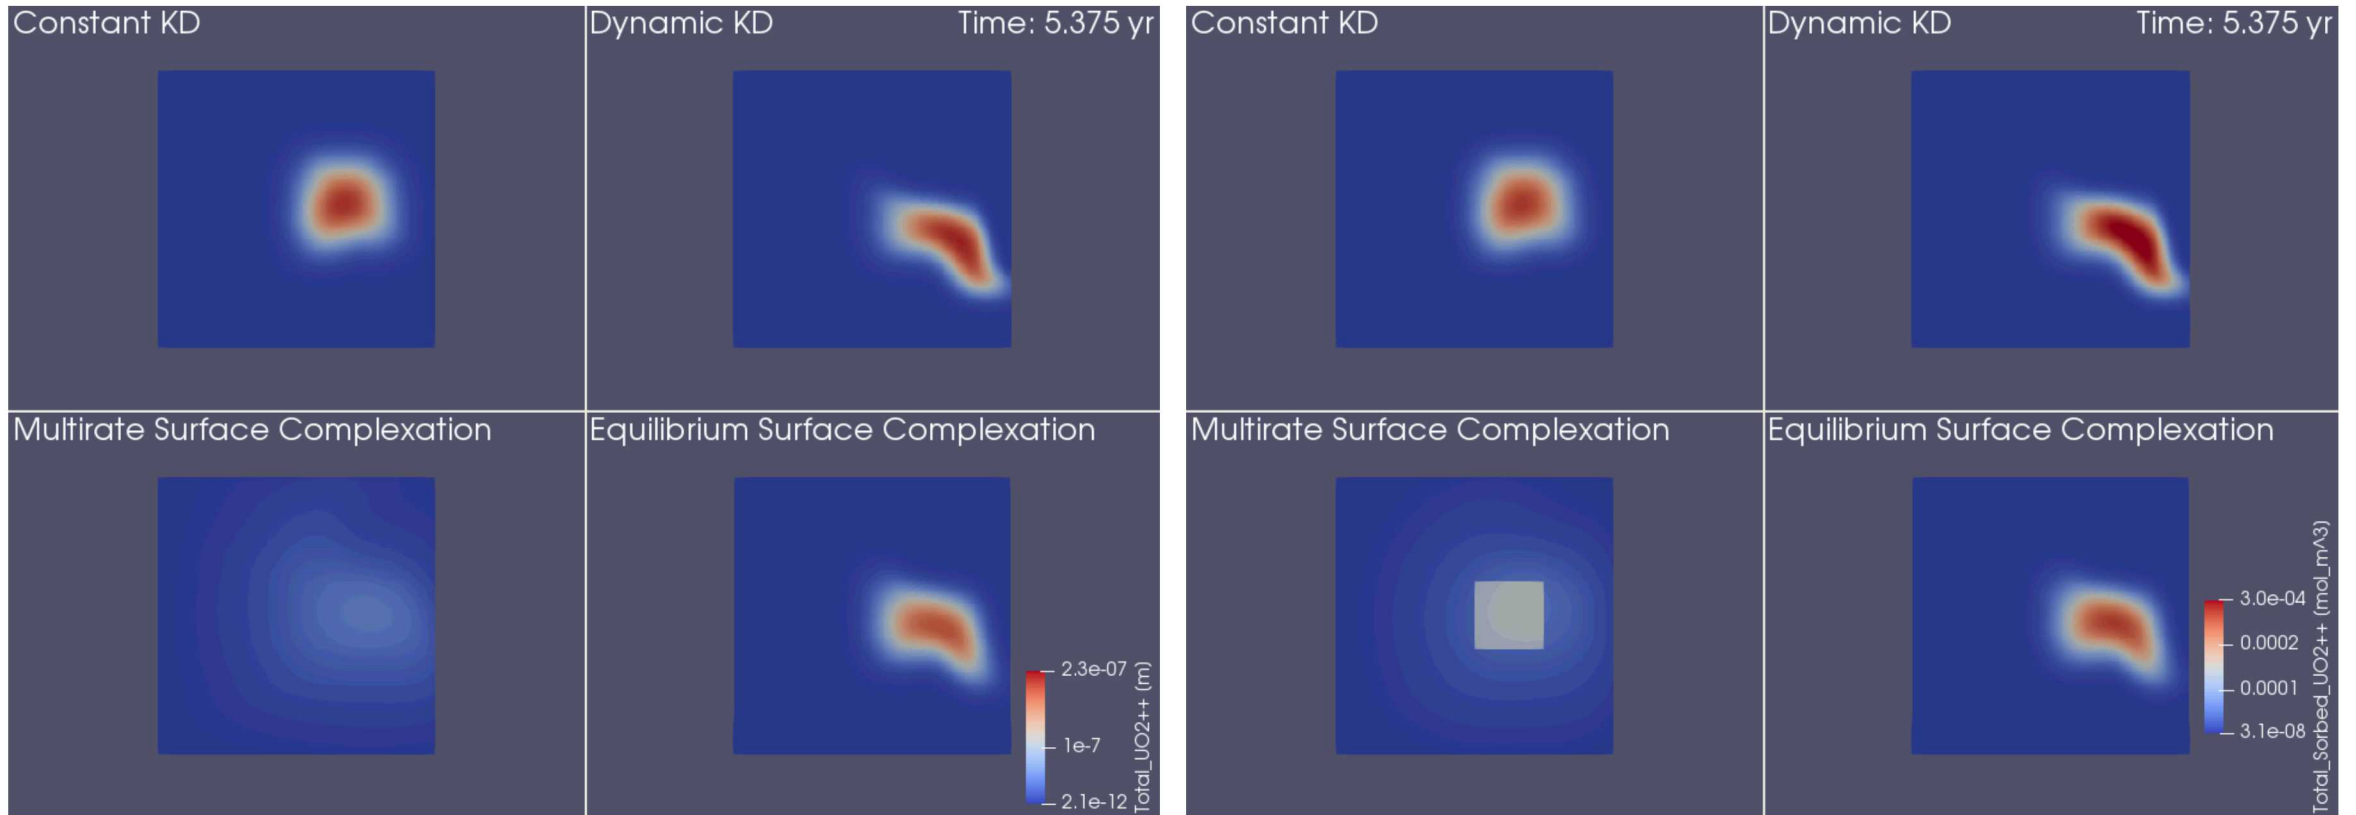 Constant KD
Dynamic KD
Time: 5.375 yr
Constant KD
Dynamic KD
Time: 5.375 yr
Multirate Surface Complexation
Equilibrium Surface Complexation
2.3e-07
1e-7
2.1e-12
Total_UO2++ (m)
Multirate Surface Complexation
Equilibrium Surface Complexation
3.0e-04
0.0002
0.0001
3.1e-08
Total_Sorbed_UO2++ (mol_m^3)